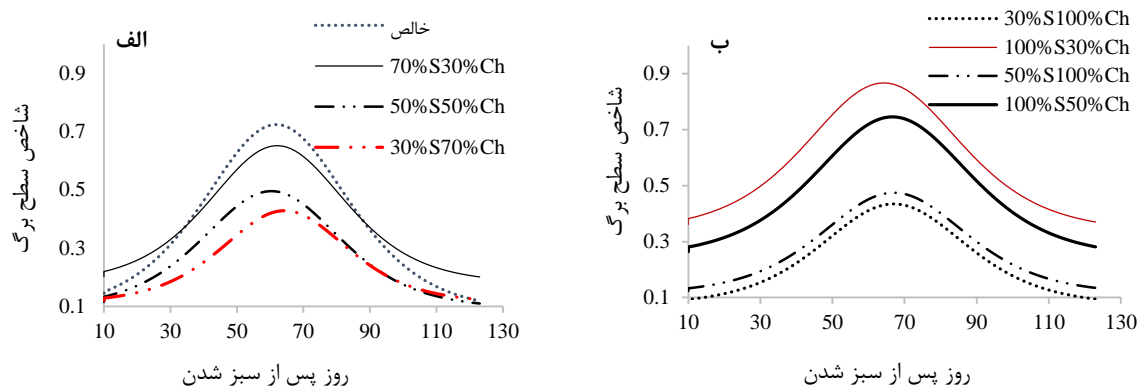 الف
خالص
70%S30%Ch
50%S50%Ch
30%S70%Ch
شاخص سطح برگ
0.9
0.7
0.5
0.3
0.1
10 30 50 70 90 110 130
روز پس از سبز شدن
ب
30%S100%Ch
100%S30%Ch
50%S100%Ch
100%S50%Ch
شاخص سطح برگ
0.9
0.7
0.5
0.3
0.1
10 30 50 70 90 110 130
روز پس از سبز شدن